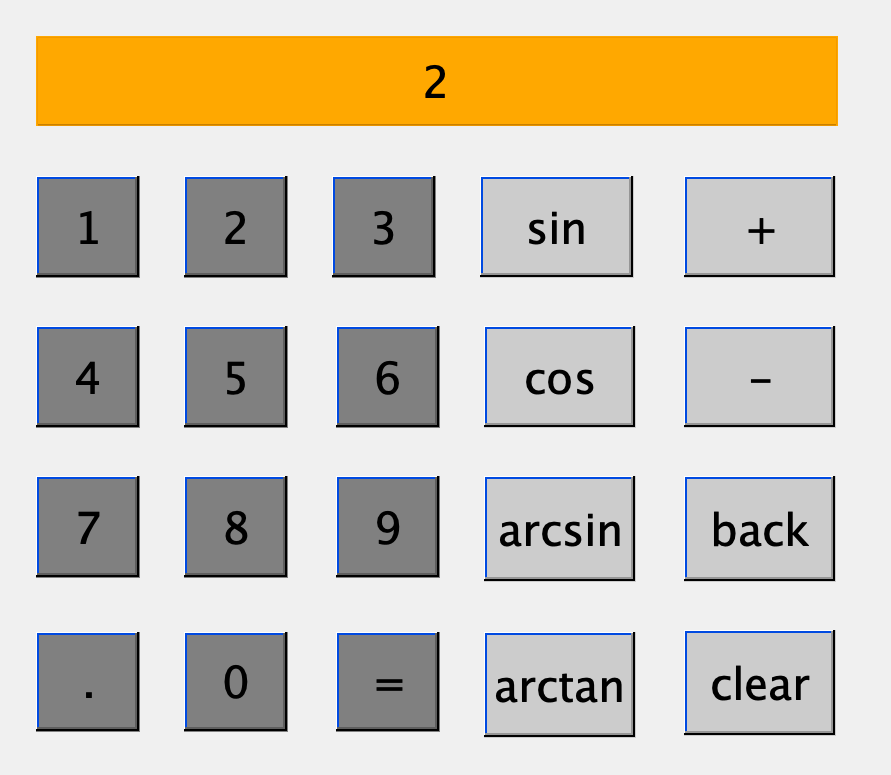 2
1 2 3 sin +
4 5 6 cos -
7 8 9 arcsin back
. 0 = arctan clear